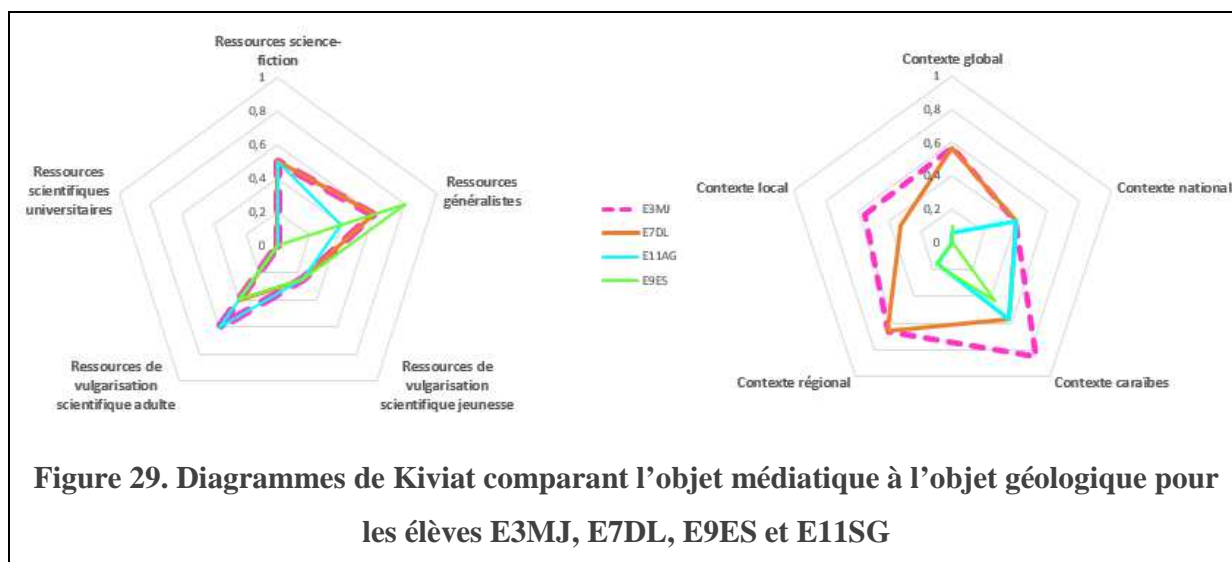 Ressources science-
fiction
1
0,8
0,6
0,4
0,2
0
Ressources
généralistes
Ressources de
vulgarisation
scientifique jeunesse
Ressources de
vulgarisation
scientifique adulte
Ressources
scientifiques
universitaires
E3MJ
E7DL
E11AG
E9ES
Contexte global
1
0,8
0,6
0,4
0,2
0
Contexte national
Contexte caraïbes
Contexte régional
Contexte local
Figure 29. Diagrammes de Kiviat comparant l’objet médiatique à l’objet géologique pour
les élèves E3MJ, E7DL, E9ES et E11SG